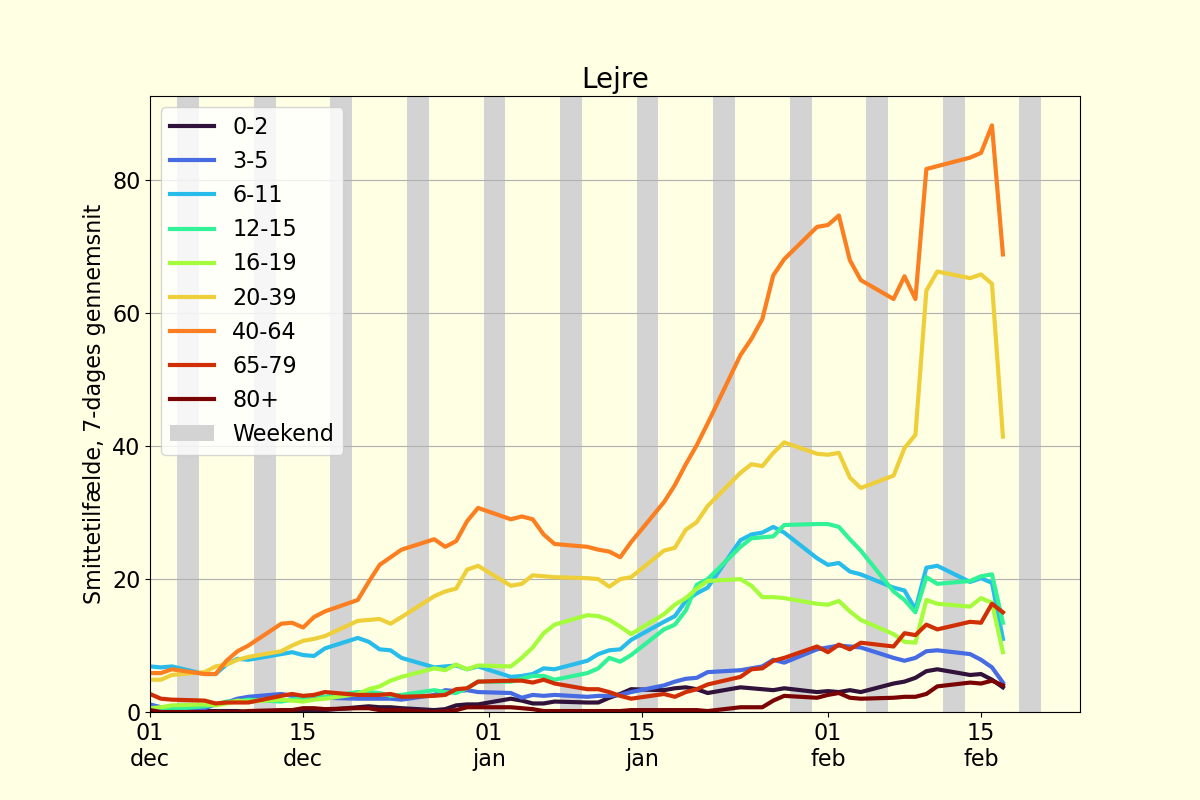 Lejre
Smittetilfælde, 7-dages gennemsnit
80
60
40
20
0
0-2
3-5
6-11
12-15
16-19
20-39
40-64
65-79
80+
Weekend
01
dec
15
dec
01
jan
15
jan
01
feb
15
feb